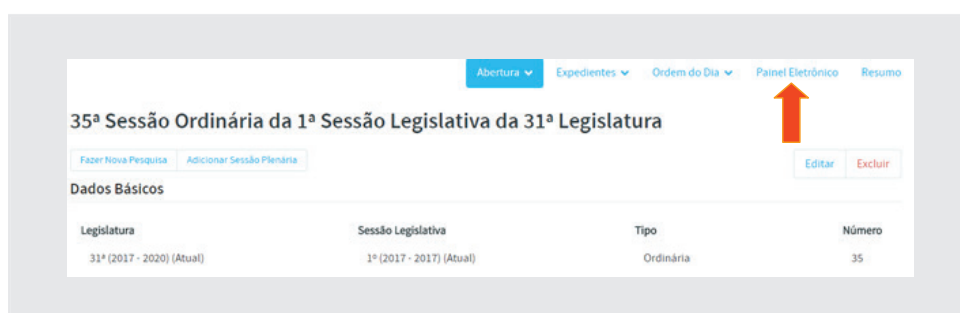 Abertura Expedientes Ordem do Dia Painel Eletrônico Resumo
35ª Sessão Ordinária da 1ª Sessão Legislativa da 31ª Legislatura
Fazer Nova Pesquisa Adicionar Sessão Plenária Editar Excluir
Dados Básicos
Legislatura Sessão Legislativa Tipo Número
31ª (2017 - 2020) (Atual) 1º (2017 - 2017) (Atual) Ordinária 35